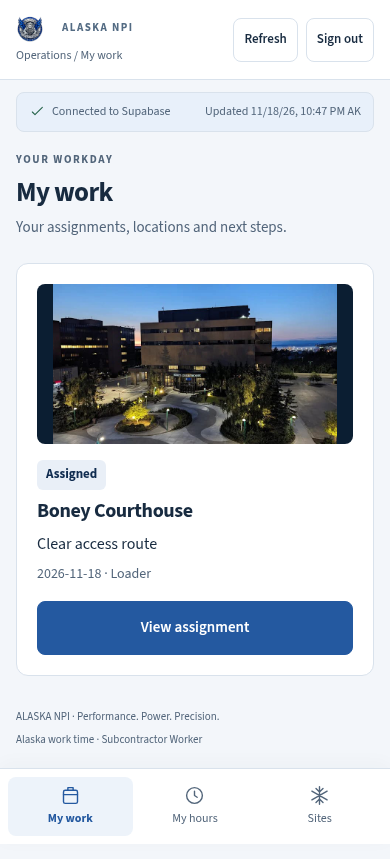 ALASKA NPI
Operations / My work
Refresh
Sign out
Connected to Supabase
Updated 11/18/26, 10:47 PM AK
YOUR WORKDAY
My work
Your assignments, locations and next steps.
Assigned
Boney Courthouse
Clear access route
2026-11-18 · Loader
View assignment
ALASKA NPI · Performance. Power. Precision.
Alaska work time · Subcontractor Worker
My work
My hours
Sites